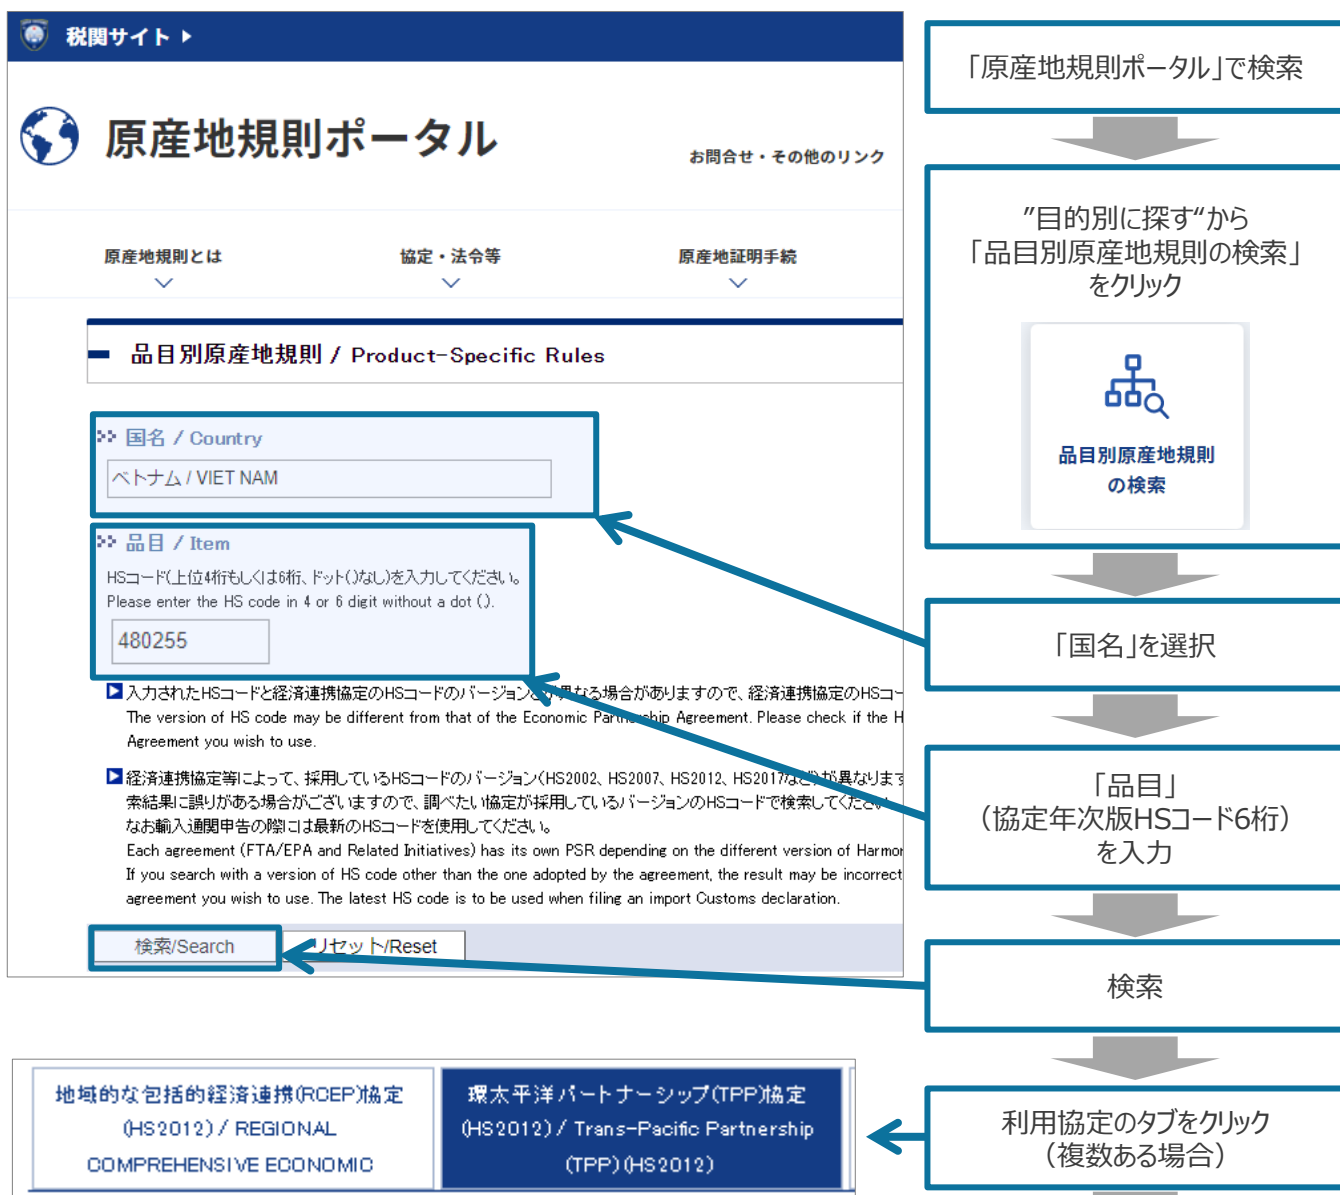 税関サイト
原産地規則ポータル
お問合せ・その他のリンク
原産地規則とは
協定・法令等
原産地証明手続
品目別原産地規則 / Product-Specific Rules
国名 / Country
ベトナム / VIET NAM
品目 / Item
HSコード(上位4桁もしくは6桁、ドット(.)なし)を入力してください。
Please enter the HS code in 4 or 6 digit without a dot (.).
480255
入力されたHSコードと経済連携協定のHSコードのバージョンとが異なる場合がありますので、経済連携協定のHSコー
The version of HS code may be different from that of the Economic Partnership Agreement. Please check if the H
Agreement you wish to use.
経済連携協定等によって、採用しているHSコードのバージョン(HS2002、HS2007、HS2012、HS2017など)が異なります
索結果に誤りがある場合がございますので、調べたい協定が採用しているバージョンのHSコードで検索してください
なお輸入通関申告の際には最新のHSコードを使用してください。
Each agreement (FTA/EPA and Related Initiatives) has its own PSR depending on the different version of Harmor
If you search with a version of HS code other than the one adopted by the agreement, the result may be incorrect
agreement you wish to use. The latest HS code is to be used when filing an import Customs declaration.
検索/Search
リセット/Reset
地域的な包括的経済連携(RCEP)協定
(HS2012) / REGIONAL
COMPREHENSIVE ECONOMIC
環太平洋パートナーシップ(TPP)協定
(HS2012) / Trans-Pacific Partnership
(TPP) (HS2012)
「原産地規則ポータル」で検索
”目的別に探す“から
「品目別原産地規則の検索」
をクリック
品目別原産地規則
の検索
「国名」を選択
「品目」
（協定年次版HSコード6桁）
を入力
検索
利用協定のタブをクリック
（複数ある場合）